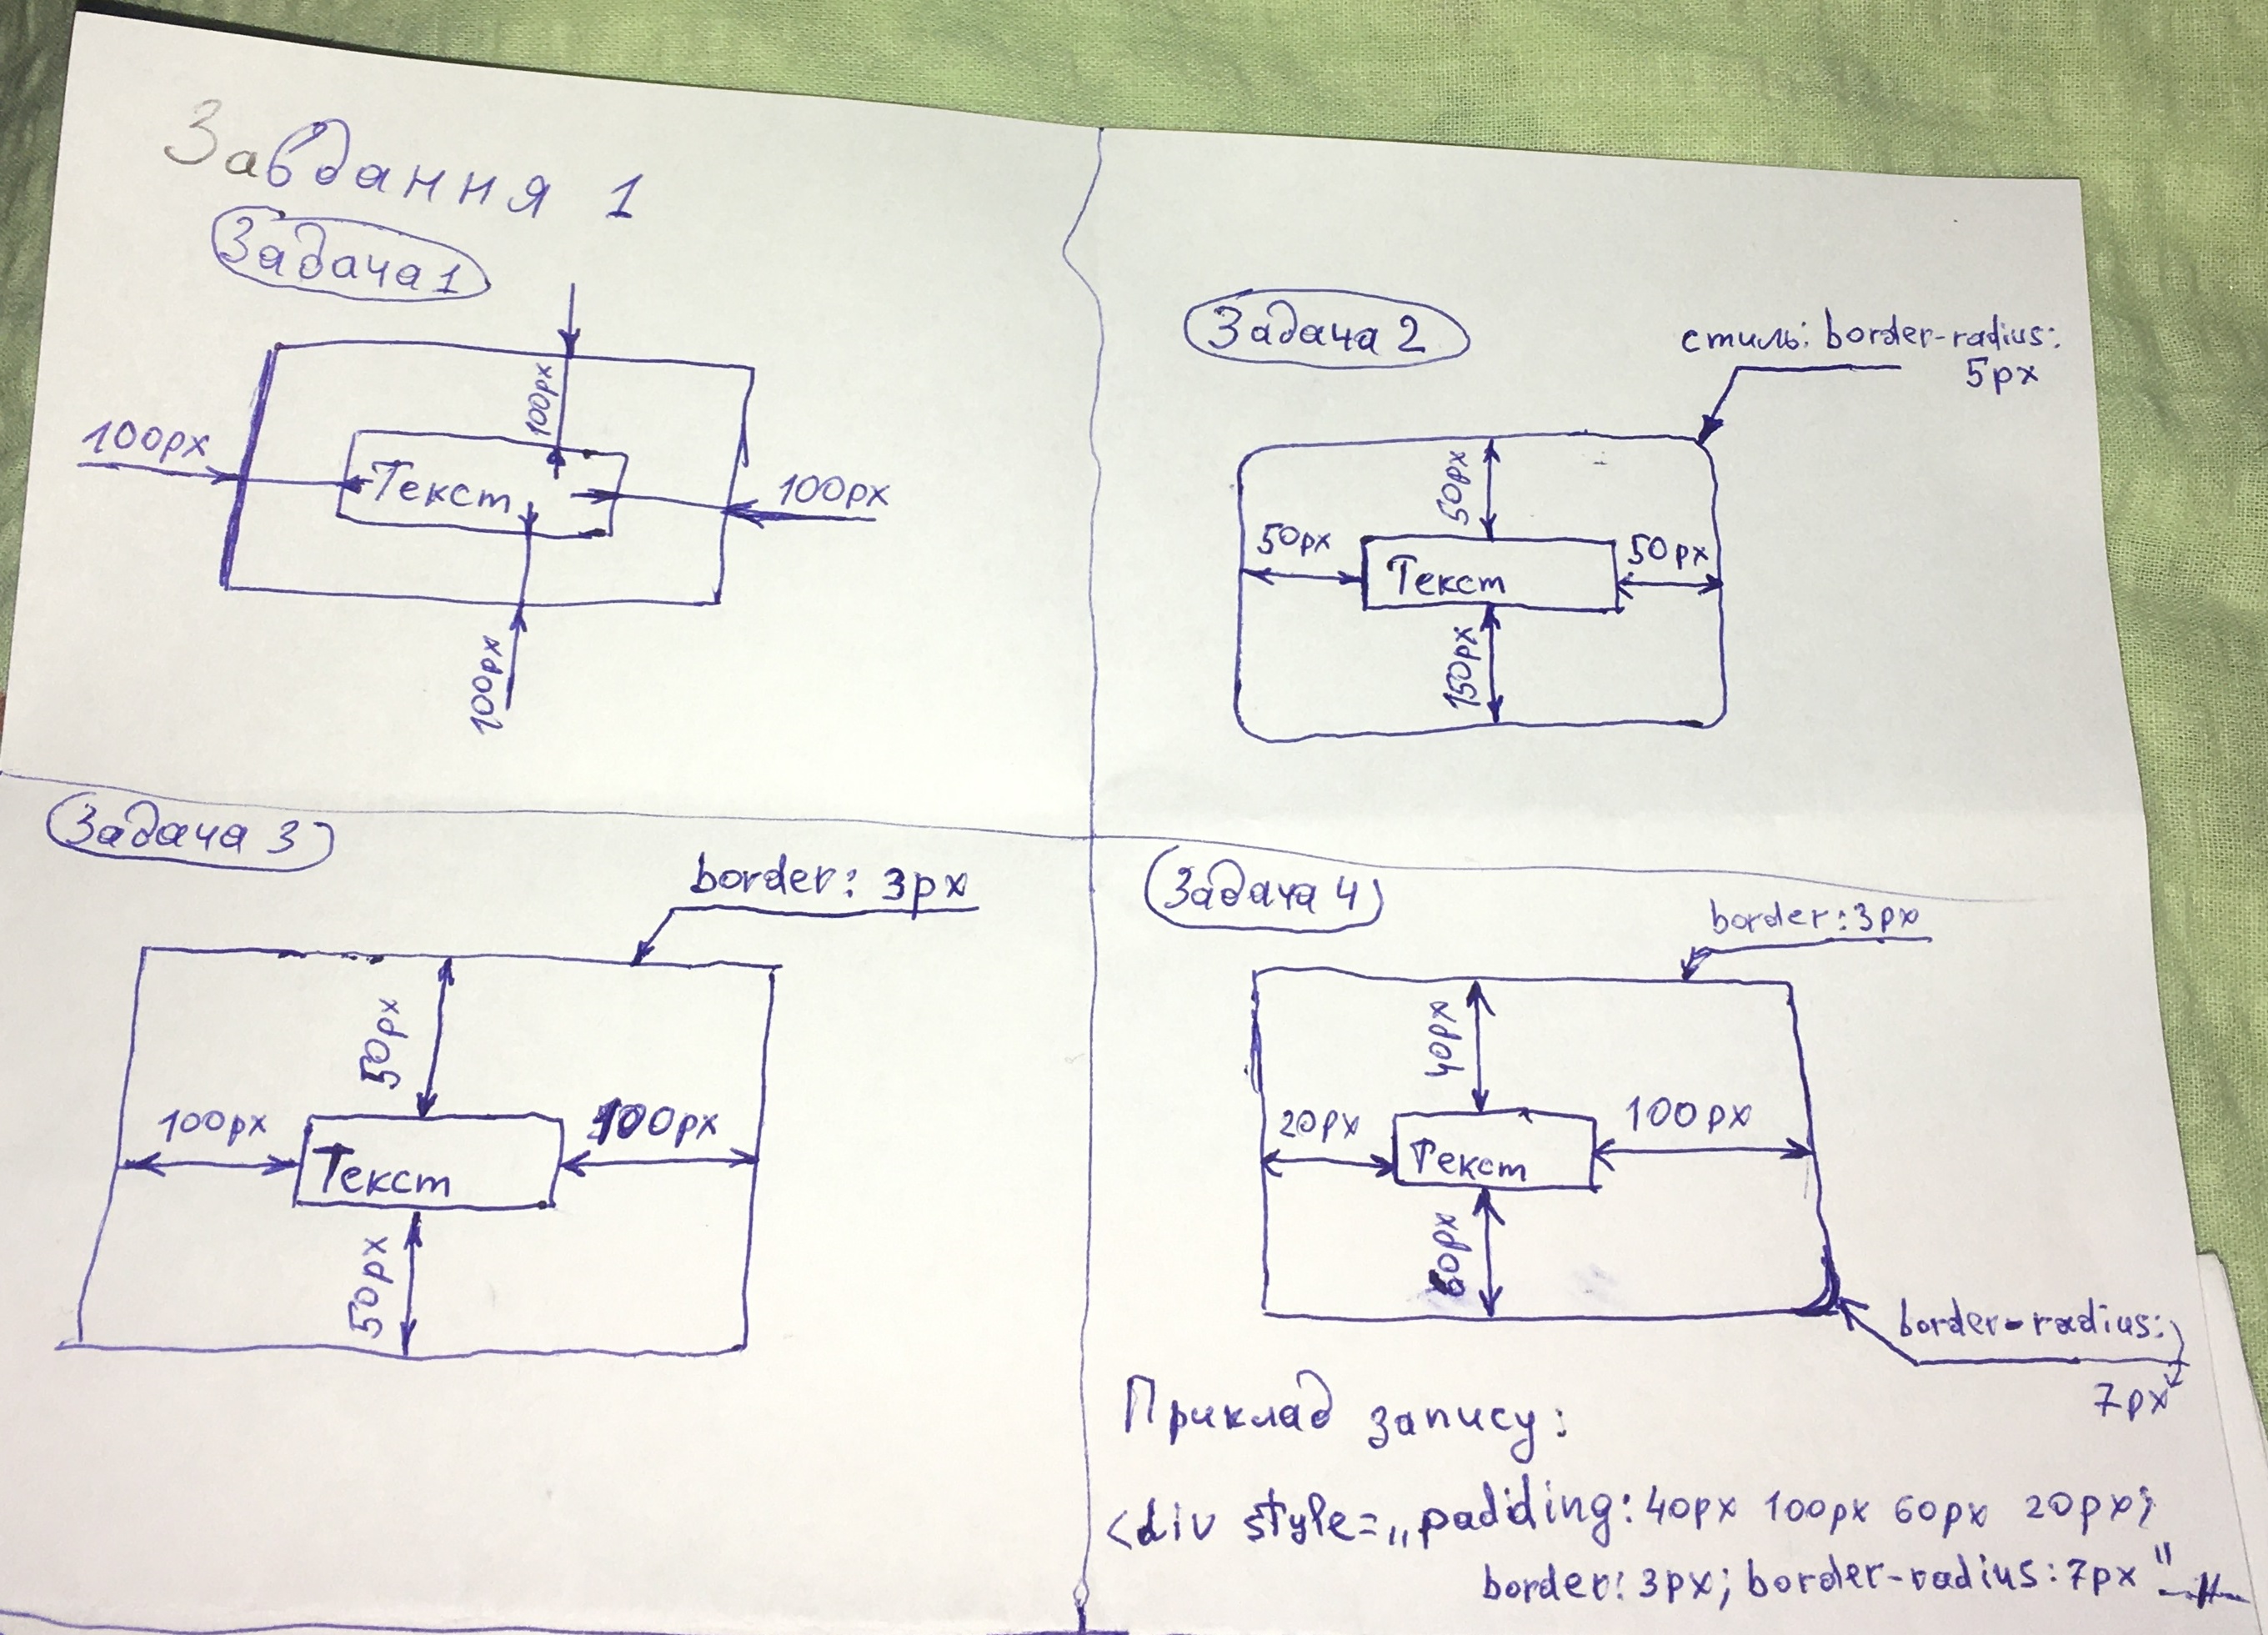 Завдання 1
Задача 1
100px
100px
Текст
100px
100px
Задача 2
стиль: border-radius:
5px
50px
50px
Текст
50px
150px
Задача 3
border: 3px
50px
100px
Текст
100px
50px
Задача 4
border: 3px
40px
20px
Текст
100px
60px
border-radius:
7px
Приклад запису:
<div style=„padding: 40px 100px 60px 20px;
border: 3px; border-radius: 7px"